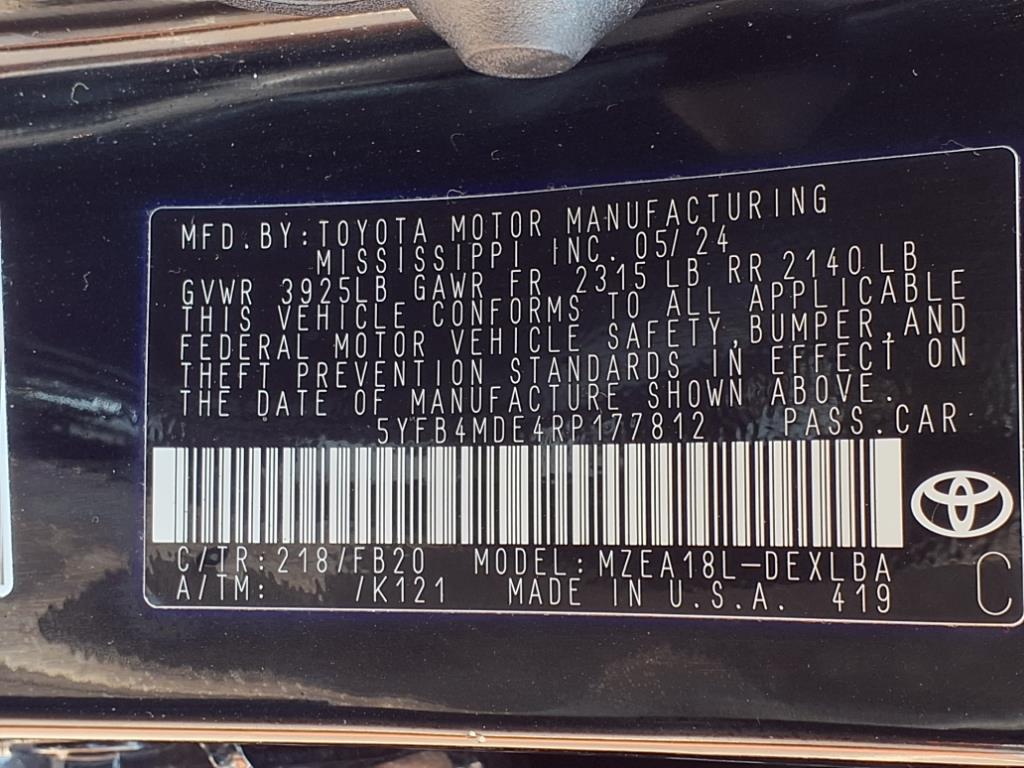 MFD. BY: TOYOTA MOTOR MANUFACTURING
MISSISSIPPI INC. 05/24
GVWR 3925LB GAWR FR 2315 LB RR 2140 LB
THIS VEHICLE CONFORMS TO ALL APPLICABLE
FEDERAL MOTOR VEHICLE SAFETY, BUMPER, AND
THEFT PREVENTION STANDARDS IN EFFECT ON
THE DATE OF MANUFACTURE SHOWN ABOVE.
5YFB4MDE4RP177812 PASS. CAR
C/TR: 218/FB20 MODEL: MZEA18L-DEXLBA
A/TM: /K121 MADE IN U.S.A. 419
C